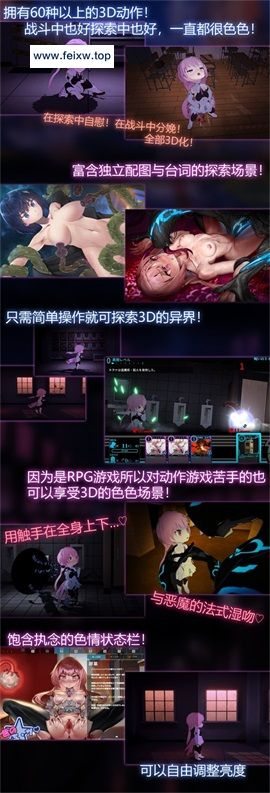 拥有60种以上的3D动作！
战斗中也好探索中也好，一直都很色色！
www.feixw.top
在探索中自慰！在战斗中分娩！
全部3D化！
富含独立配图与台词的探索场景！
只需简单操作就可探索3D的异界！
因为是RPG游戏所以对动作游戏苦手的也
可以享受3D的色色场景！
用触手在全身上下...♡
与恶魔的法式湿吻♡
饱含执念的色情状态栏！
可以自由调整亮度